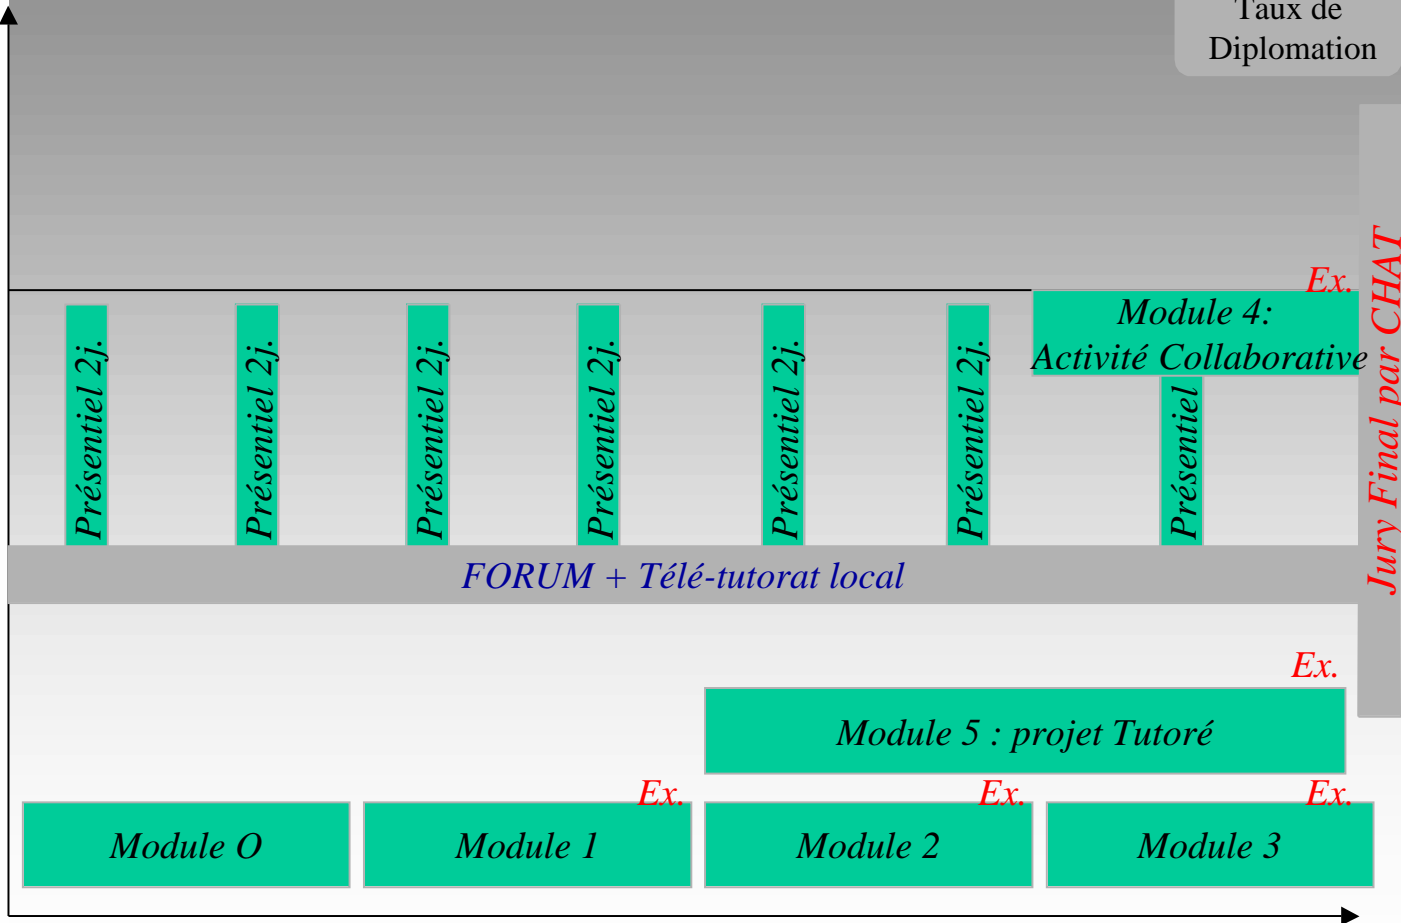 Taux de
Diplomation
Ex.
Module 4:
Activité Collaborative
Présentiel 2j.
Présentiel 2j.
Présentiel 2j.
Présentiel 2j.
Présentiel 2j.
Présentiel 2j.
Présentiel
Jury Final par CHAT
FORUM + Télé-tutorat local
Ex.
Module 5 : projet Tutoré
Ex.
Ex.
Ex.
Module O
Module 1
Module 2
Module 3